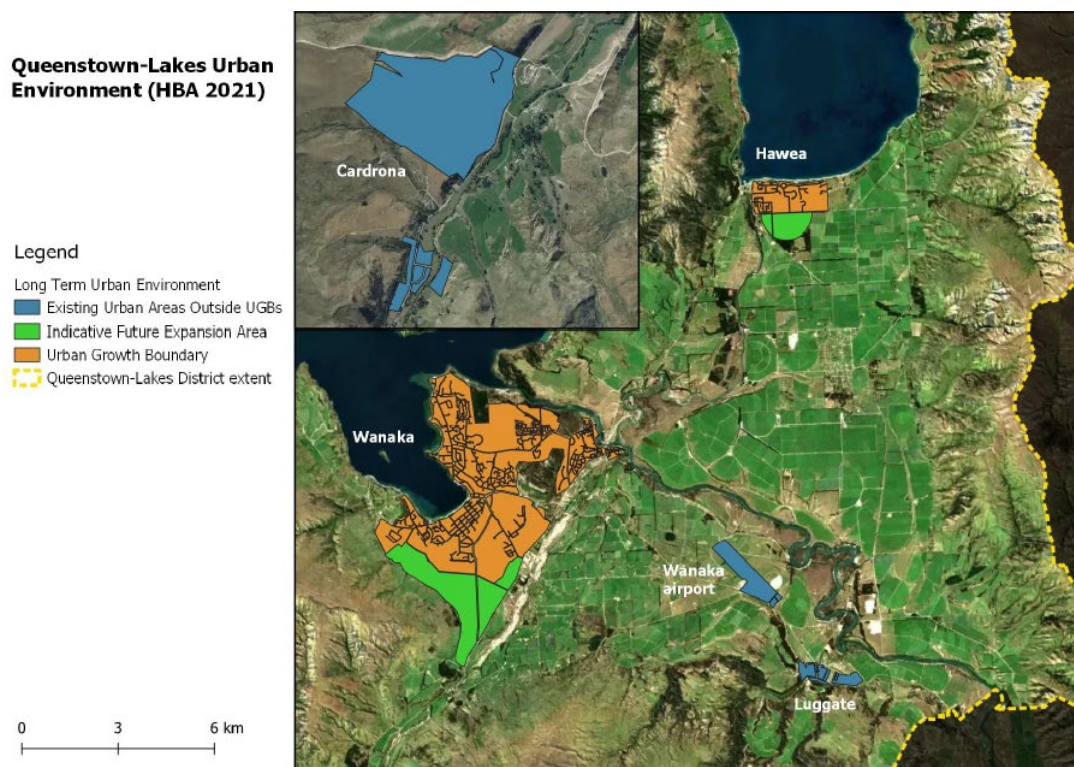 Queenstown-Lakes Urban
Environment (HBA 2021)
Legend
Long Term Urban Environment
Existing Urban Areas Outside UGBs
Indicative Future Expansion Area
Urban Growth Boundary
Queenstown-Lakes District extent
0 3 6 km
Cardrona
Hawea
Wanaka
Wānaka
airport
Luggate